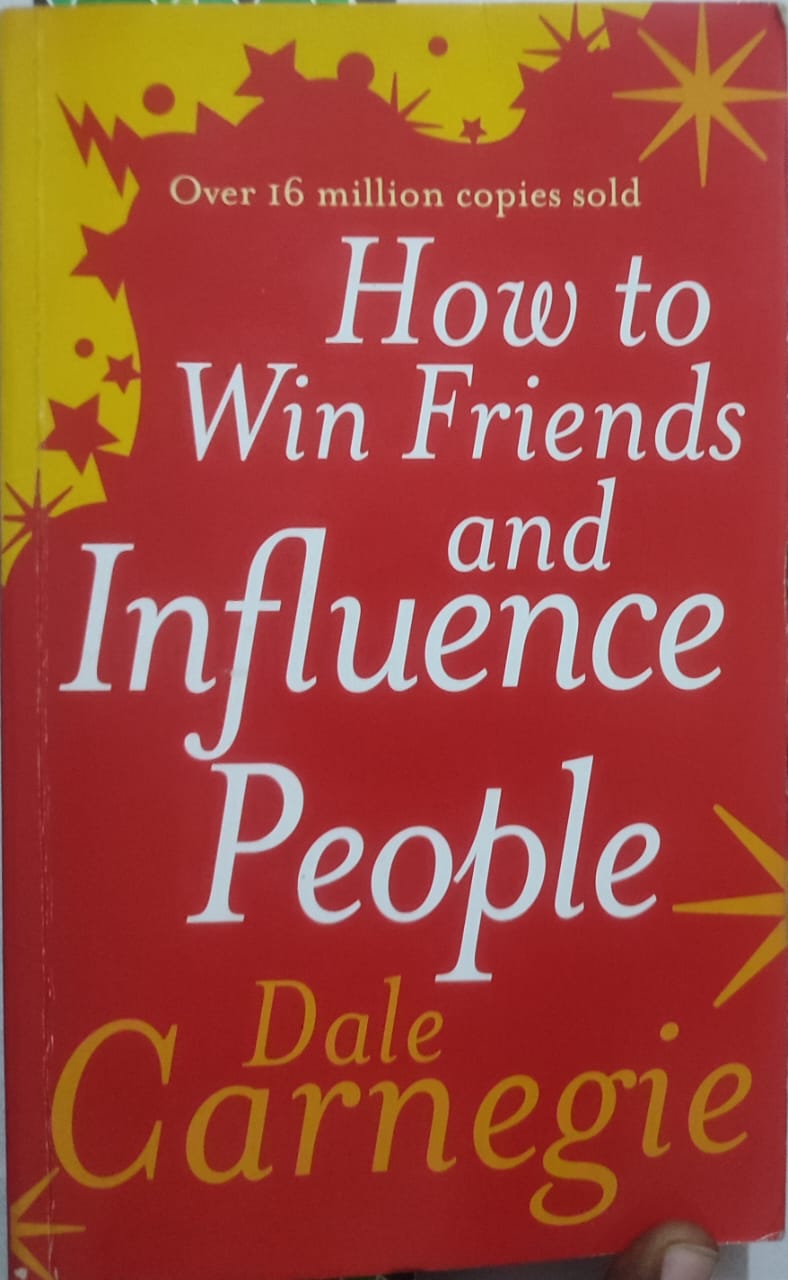 Over 16 million copies sold
How to
Win Friends
and
Influence
People
Dale
Carnegie